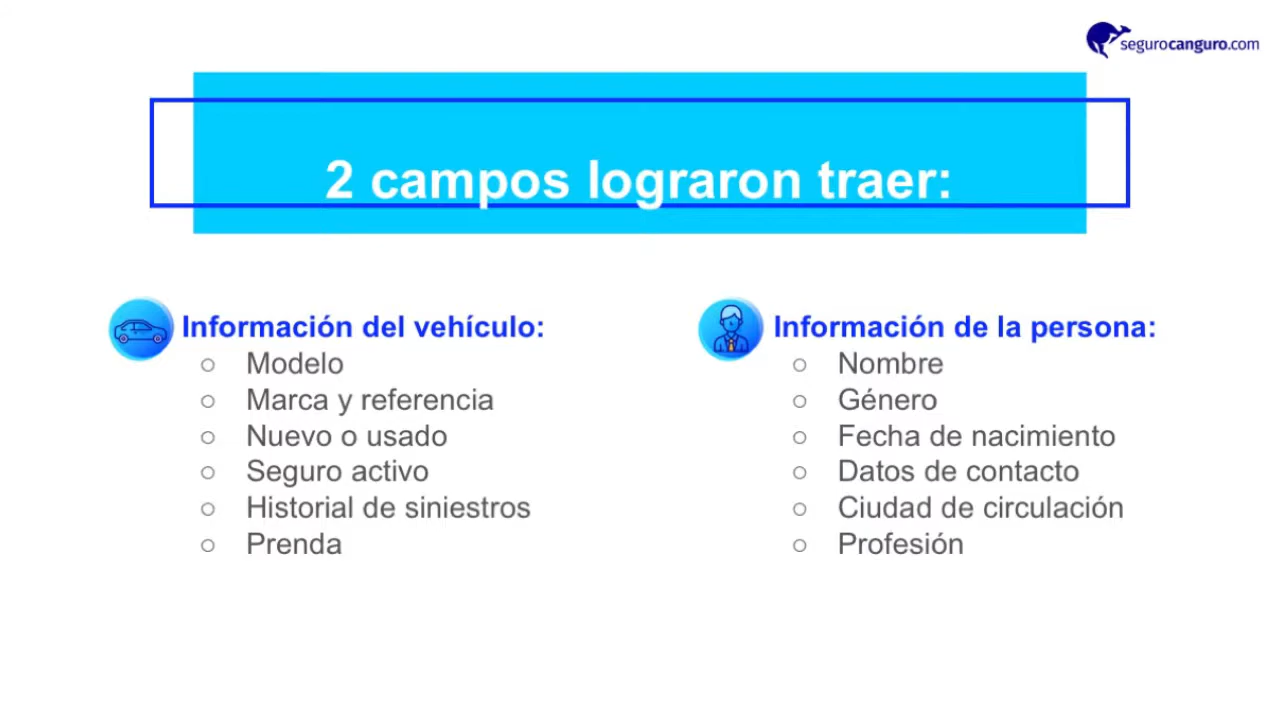 segurocanguro.com
2 campos lograron traer:
Información del vehículo:
○ Modelo
○ Marca y referencia
○ Nuevo o usado
○ Seguro activo
○ Historial de siniestros
○ Prenda
Información de la persona:
○ Nombre
○ Género
○ Fecha de nacimiento
○ Datos de contacto
○ Ciudad de circulación
○ Profesión